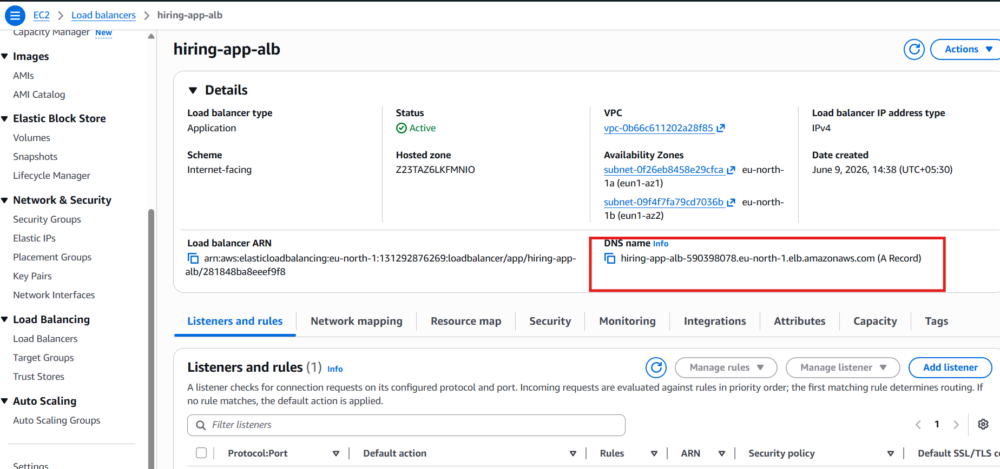 EC2 > Load balancers > hiring-app-alb
Capacity Manager New
Images
AMIs
AMI Catalog
Elastic Block Store
Volumes
Snapshots
Lifecycle Manager
Network & Security
Security Groups
Elastic IPs
Placement Groups
Key Pairs
Network Interfaces
Load Balancing
Load Balancers
Target Groups
Trust Stores
Auto Scaling
Auto Scaling Groups
Settings
hiring-app-alb
Actions
Details
Load balancer type
Application
Status
Active
VPC
vpc-0b66c611202a28f85
Load balancer IP address type
IPv4
Scheme
Internet-facing
Hosted zone
Z23TAZ6LKFMNIO
Availability Zones
subnet-0f26eb8458e29cfca eu-north-
1a (eun1-az1)
subnet-09f4f7fa79cd7036b eu-north-
1b (eun1-az2)
Date created
June 9, 2026, 14:38 (UTC+05:30)
Load balancer ARN
arn:aws:elasticloadbalancing:eu-north-1:131292876269:loadbalancer/app/hiring-app-
alb/281848ba8eeef9f8
DNS name Info
hiring-app-alb-590398078.eu-north-1.elb.amazonaws.com (A Record)
Listeners and rules Network mapping Resource map Security Monitoring Integrations Attributes Capacity Tags
Listeners and rules (1) Info
Manage rules Manage listener Add listener
A listener checks for connection requests on its configured protocol and port. Incoming requests are evaluated against rules in priority order; the first matching rule determines routing. If
no rule matches, the default action is applied.
Filter listeners
1
Protocol:Port Default action Rules ARN Security policy Default SSL/TLS c